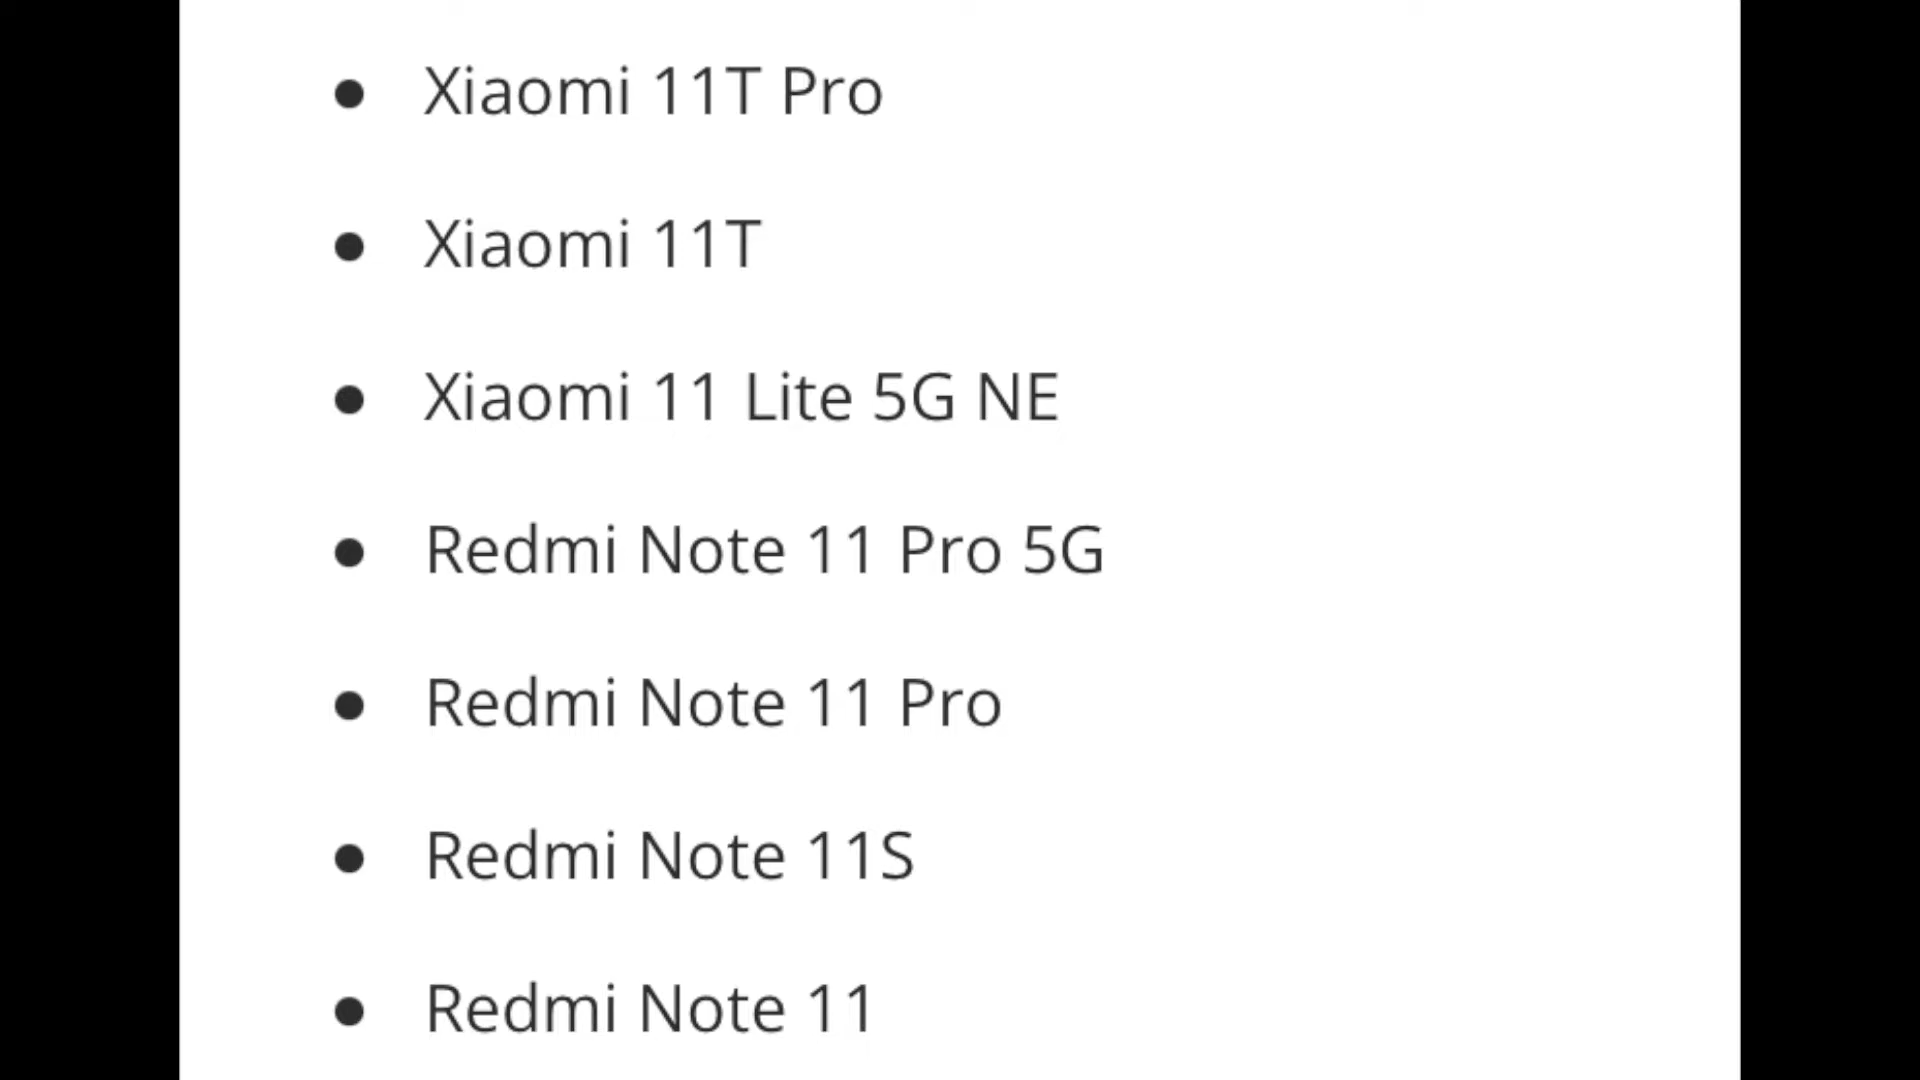 • Xiaomi 11T Pro
• Xiaomi 11T
• Xiaomi 11 Lite 5G NE
• Redmi Note 11 Pro 5G
• Redmi Note 11 Pro
• Redmi Note 11S
• Redmi Note 11